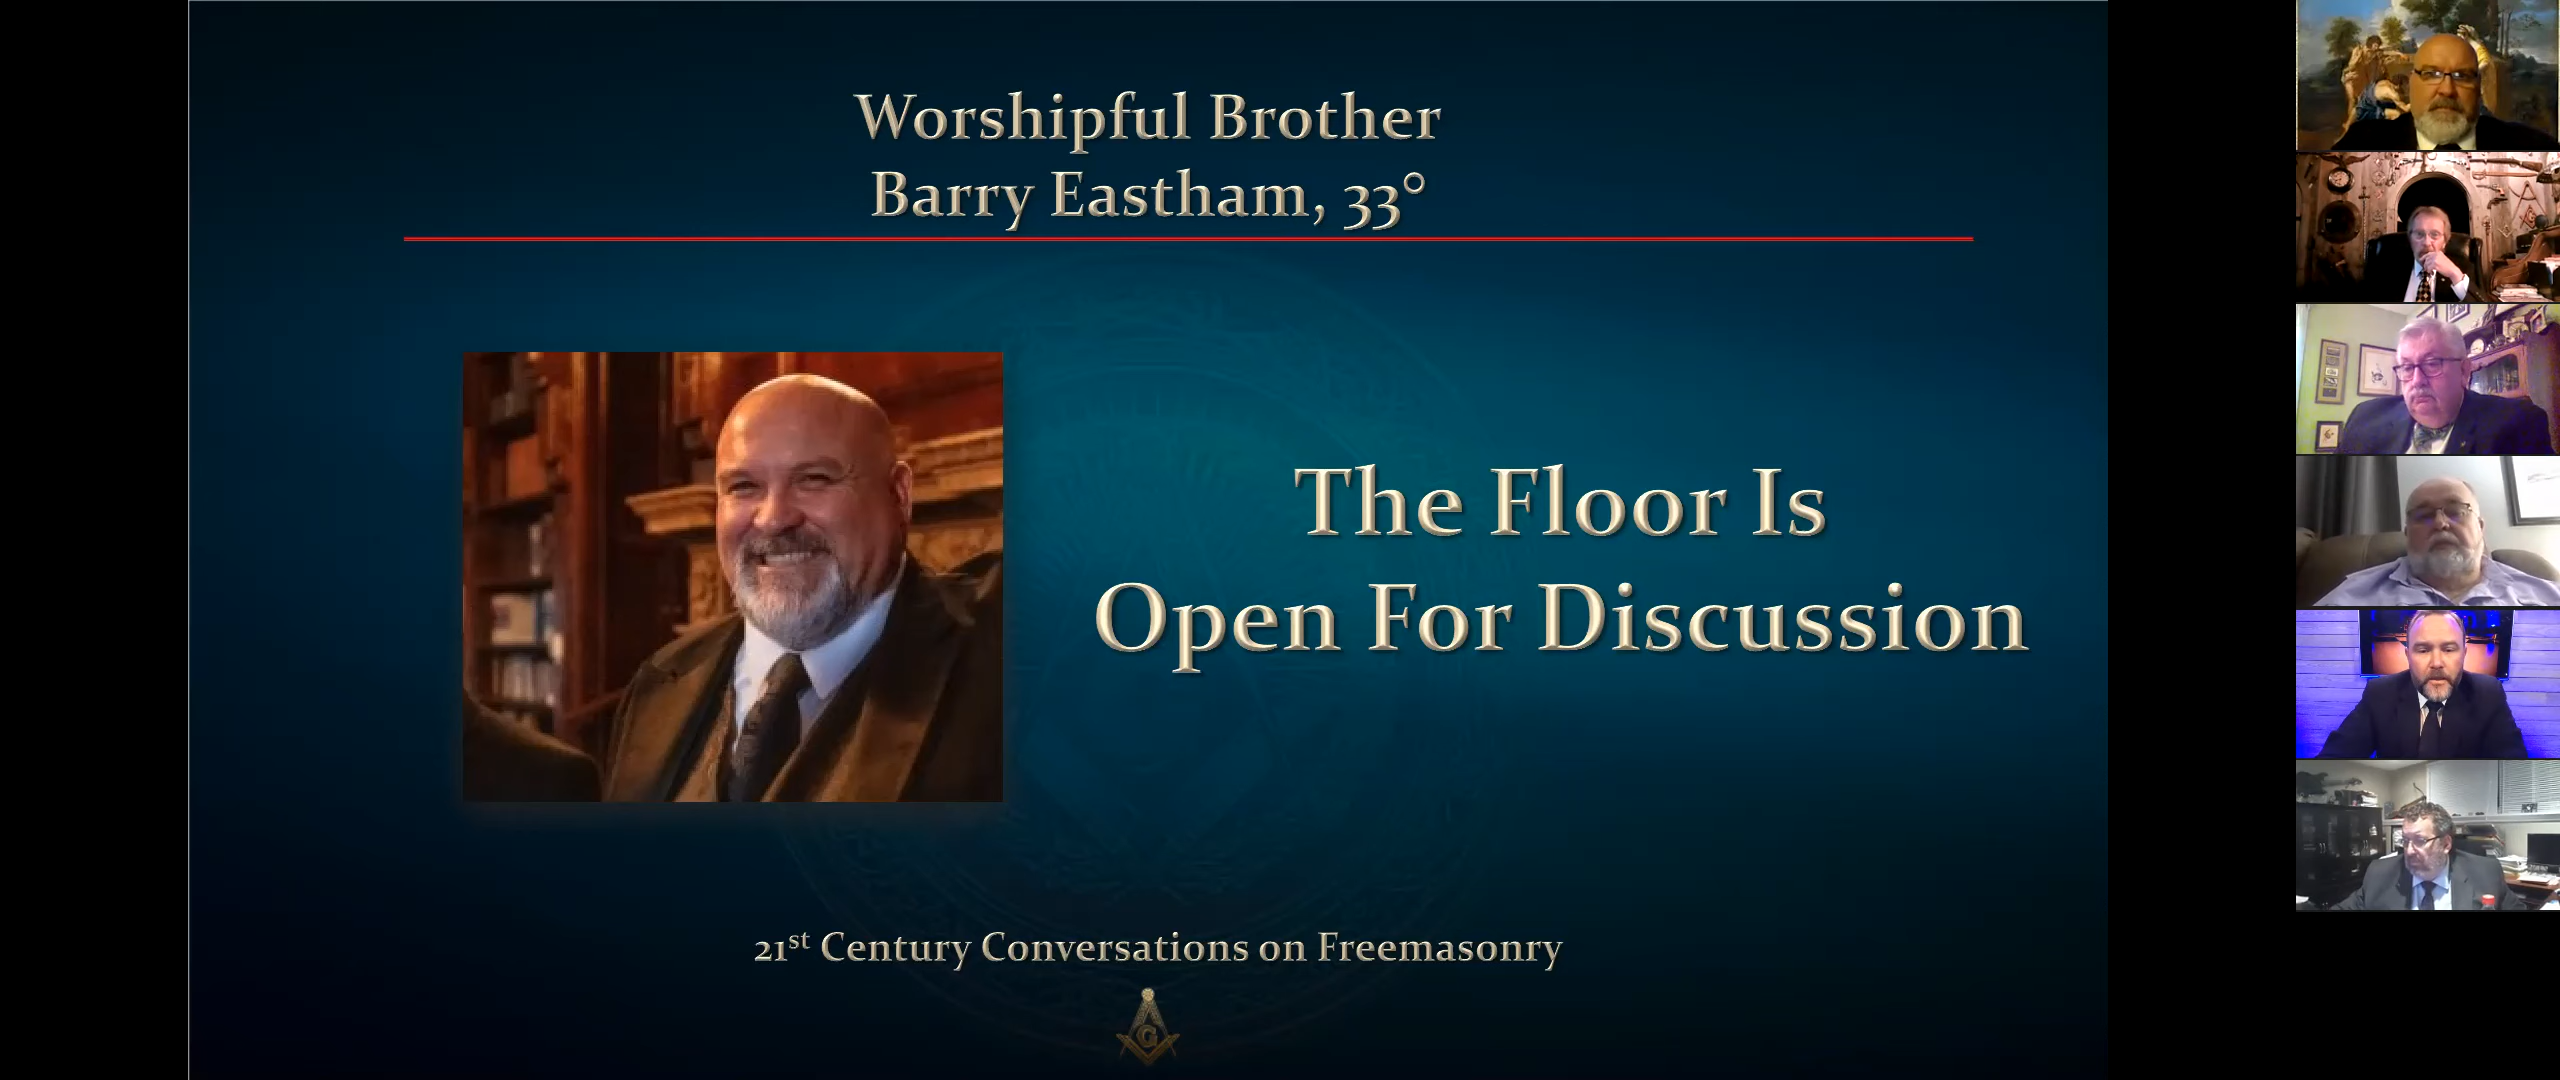 Worshipful Brother
Barry Eastham, 33°
The Floor Is
Open For Discussion
21st Century Conversations on Freemasonry
G